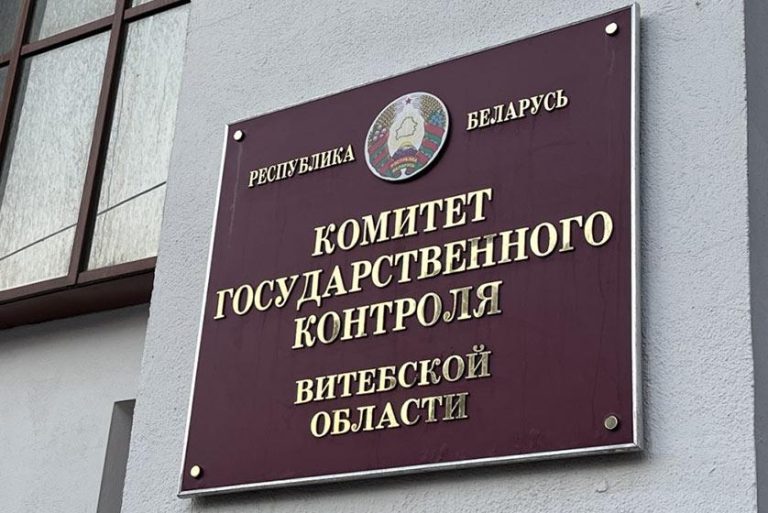 РЕСПУБЛИКА БЕЛАРУСЬ
КОМИТЕТ
ГОСУДАРСТВЕННОГО
КОНТРОЛЯ
ВИТЕБСКОЙ
ОБЛАСТИ